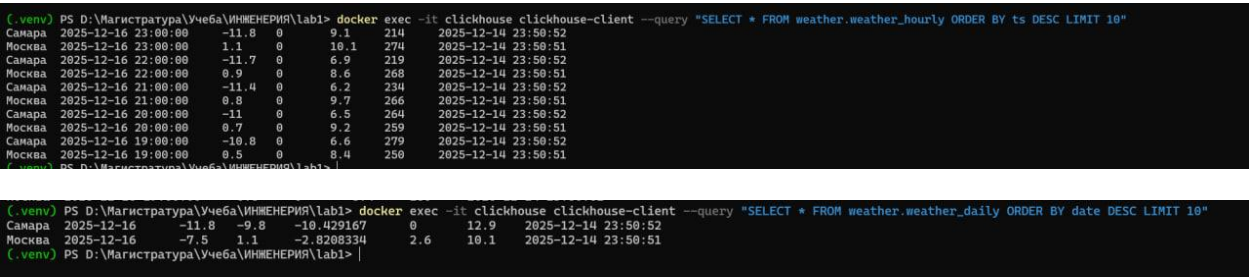 (.venv) PS D:\Магистратура\Учеба\ИНЖЕНЕРИЯ\lab1> docker exec -it clickhouse clickhouse-client --query "SELECT * FROM weather.weather_hourly ORDER BY ts DESC LIMIT 10"
Самара 2025-12-16 23:00:00 -11.8 0 9.1 214 2025-12-14 23:50:52
Москва 2025-12-16 23:00:00 1.1 0 10.1 274 2025-12-14 23:50:51
Самара 2025-12-16 22:00:00 -11.7 0 6.9 219 2025-12-14 23:50:52
Москва 2025-12-16 22:00:00 0.9 0 8.6 268 2025-12-14 23:50:51
Самара 2025-12-16 21:00:00 -11.4 0 6.2 234 2025-12-14 23:50:52
Москва 2025-12-16 21:00:00 0.8 0 9.7 266 2025-12-14 23:50:51
Самара 2025-12-16 20:00:00 -11 0 6.5 264 2025-12-14 23:50:52
Москва 2025-12-16 20:00:00 0.7 0 9.2 259 2025-12-14 23:50:51
Самара 2025-12-16 19:00:00 -10.8 0 6.6 279 2025-12-14 23:50:52
Москва 2025-12-16 19:00:00 0.5 0 8.4 250 2025-12-14 23:50:51
(.venv) PS D:\Магистратура\Учеба\ИНЖЕНЕРИЯ\lab1>
(.venv) PS D:\Магистратура\Учеба\ИНЖЕНЕРИЯ\lab1> docker exec -it clickhouse clickhouse-client --query "SELECT * FROM weather.weather_daily ORDER BY date DESC LIMIT 10"
Самара 2025-12-16 -11.8 -9.8 -10.429167 0 12.9 2025-12-14 23:50:52
Москва 2025-12-16 -7.5 1.1 -2.8208334 2.6 10.1 2025-12-14 23:50:51
(.venv) PS D:\Магистратура\Учеба\ИНЖЕНЕРИЯ\lab1>